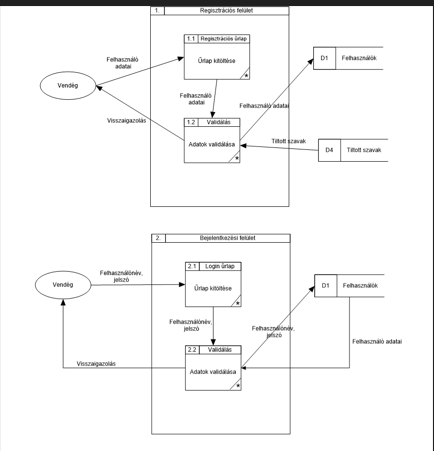 1.
Regisztrációs felület
1.1
Regisztrációs űrlap
Űrlap kitöltése
*
Felhasználó
adatai
Vendég
D1
Felhasználók
Felhasználó
adatai
Felhasználó adatai
Visszaigazolás
1.2
Validálás
Adatok validálása
*
Tiltott szavak
D4
Tiltott szavak
2.
Bejelentkezési felület
2.1
Login űrlap
Űrlap kitöltése
*
Felhasználónév,
jelszó
Vendég
D1
Felhasználók
Felhasználónév,
jelszó
Felhasználónév,
jelszó
Felhasználó adatai
2.2
Validálás
Adatok validálása
*
Visszaigazolás